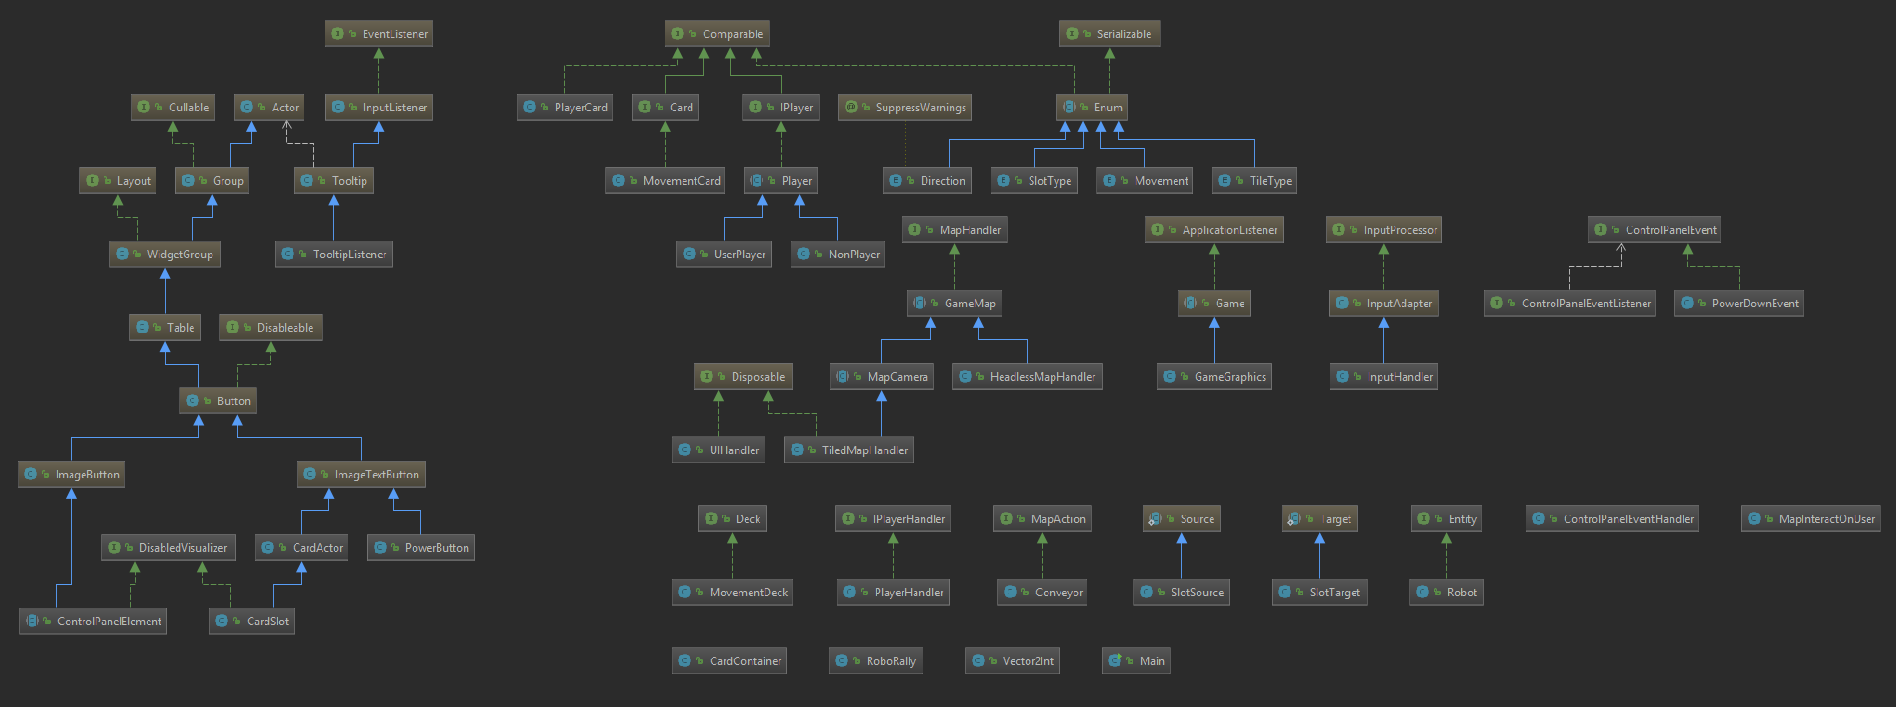 EventListener
Comparable
Serializable
Cullable
Actor
InputListener
PlayerCard
Card
IPlayer
SuppressWarnings
Enum
Layout
Group
Tooltip
MovementCard
Player
Direction
SlotType
Movement
TileType
MapHandler
ApplicationListener
InputProcessor
ControlPanelEvent
WidgetGroup
TooltipListener
UserPlayer
NonPlayer
GameMap
Game
InputAdapter
ControlPanelEventListener
PowerDownEvent
Table
Disableable
Disposable
MapCamera
HeadlessMapHandler
GameGraphics
InputHandler
Button
UIHandler
TiledMapHandler
ImageButton
ImageTextButton
Deck
IPlayerHandler
MapAction
Source
Target
Entity
ControlPanelEventHandler
MapInteractOnUser
DisabledVisualizer
CardActor
PowerButton
MovementDeck
PlayerHandler
Conveyor
SlotSource
SlotTarget
Robot
ControlPanelElement
CardSlot
CardContainer
RoboRally
Vector2Int
Main